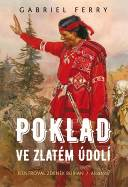 GABRIEL FERRY
POKLAD
VE ZLATÉM ÚDOLÍ
ILUSTROVAL ZDENĚK BURIAN